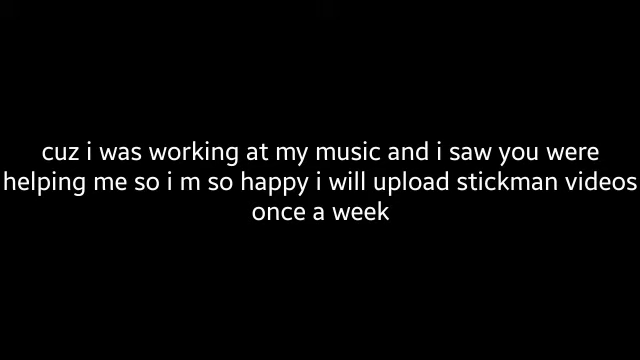 cuz i was working at my music and i saw you were
helping me so i m so happy i will upload stickman videos
once a week